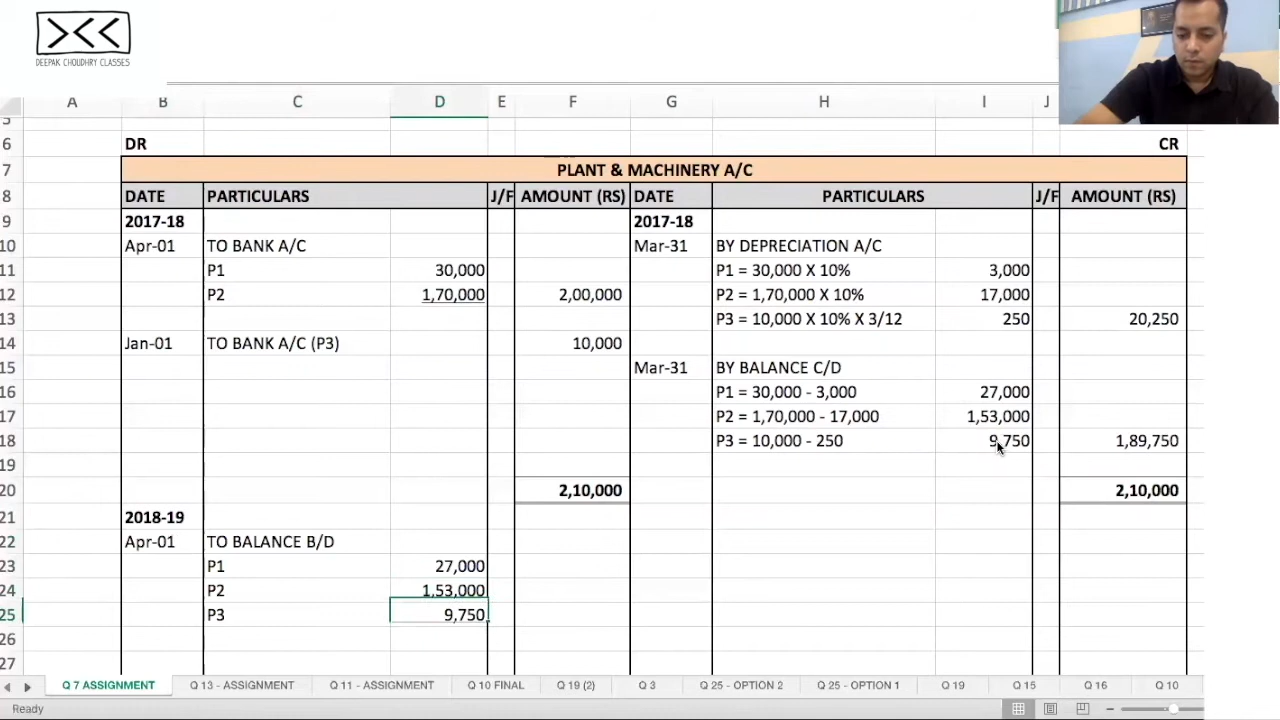 DEEPAK CHOUDHRY CLASSES
A B C D E F G H I J
5
6 DR CR
7 PLANT & MACHINERY A/C
8 DATE PARTICULARS J/F AMOUNT (RS) DATE PARTICULARS J/F AMOUNT (RS)
9 2017-18 2017-18
10 Apr-01 TO BANK A/C Mar-31 BY DEPRECIATION A/C
11 P1 30,000 P1 = 30,000 X 10% 3,000
12 P2 1,70,000 2,00,000 P2 = 1,70,000 X 10% 17,000
13 P3 = 10,000 X 10% X 3/12 250 20,250
14 Jan-01 TO BANK A/C (P3) 10,000
15 Mar-31 BY BALANCE C/D
16 P1 = 30,000 - 3,000 27,000
17 P2 = 1,70,000 - 17,000 1,53,000
18 P3 = 10,000 - 250 9,750 1,89,750
19
20 2,10,000 2,10,000
21 2018-19
22 Apr-01 TO BALANCE B/D
23 P1 27,000
24 P2 1,53,000
25 P3 9,750
26
27
Q 7 ASSIGNMENT Q 13 - ASSIGNMENT Q 11 - ASSIGNMENT Q 10 FINAL Q 19 (2) Q 3 Q 25 - OPTION 2 Q 25 - OPTION 1 Q 19 Q 15 Q 16 Q 10
Ready